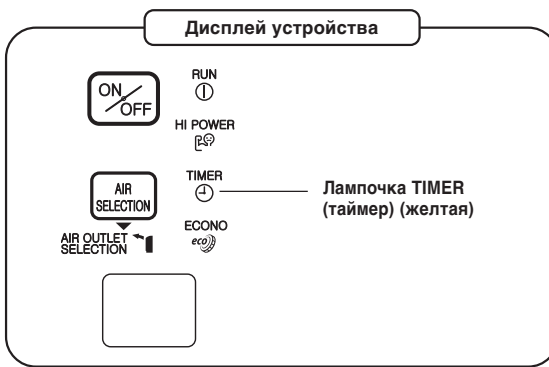 Дисплей устройства
ON/OFF
RUN
HI POWER
AIR
SELECTION
TIMER
Лампочка TIMER
(таймер) (желтая)
AIR OUTLET
SELECTION
ECONO
eco